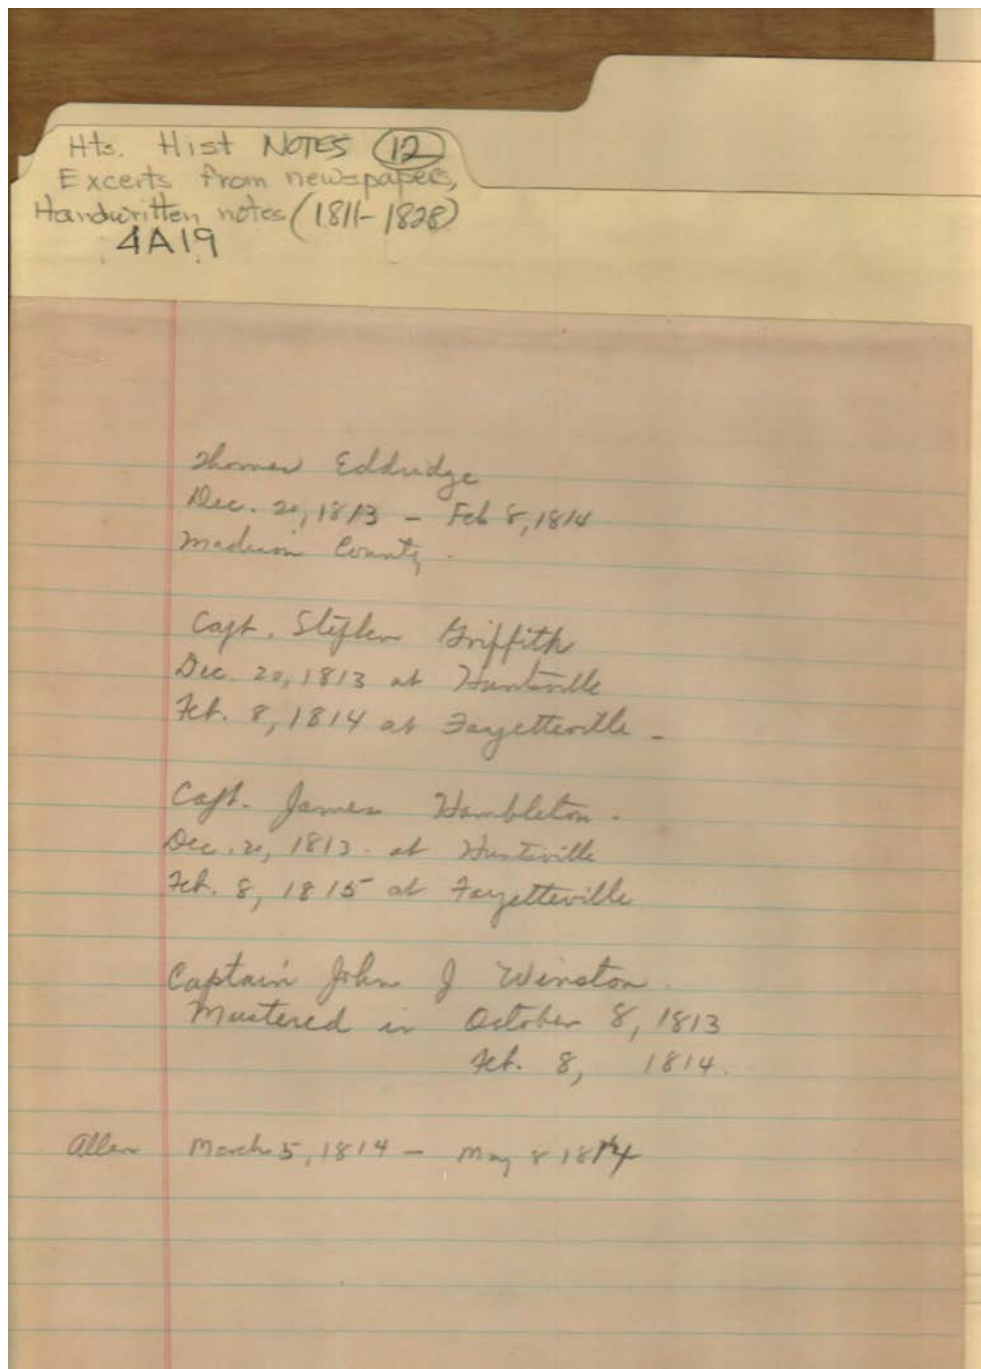 Hts. Hist NOTES 12
Excerts from newspapers,
Handwritten notes (1811-1828)
4A19
Thomas Eddridge
Dec. 20, 1813 - Feb 8, 1814
Madison County.
Capt. Stephen Griffith
Dec. 20, 1813 at Huntsville
Feb. 8, 1814 at Fayetteville -
Capt. James Hambleton.
Dec. 20, 1813. at Huntsville
Feb. 8, 1815 at Fayetteville
Captain John J Winston.
Mustered in October 8, 1813
Feb. 8, 1814.
Allen March 5, 1814 - May 8 1814